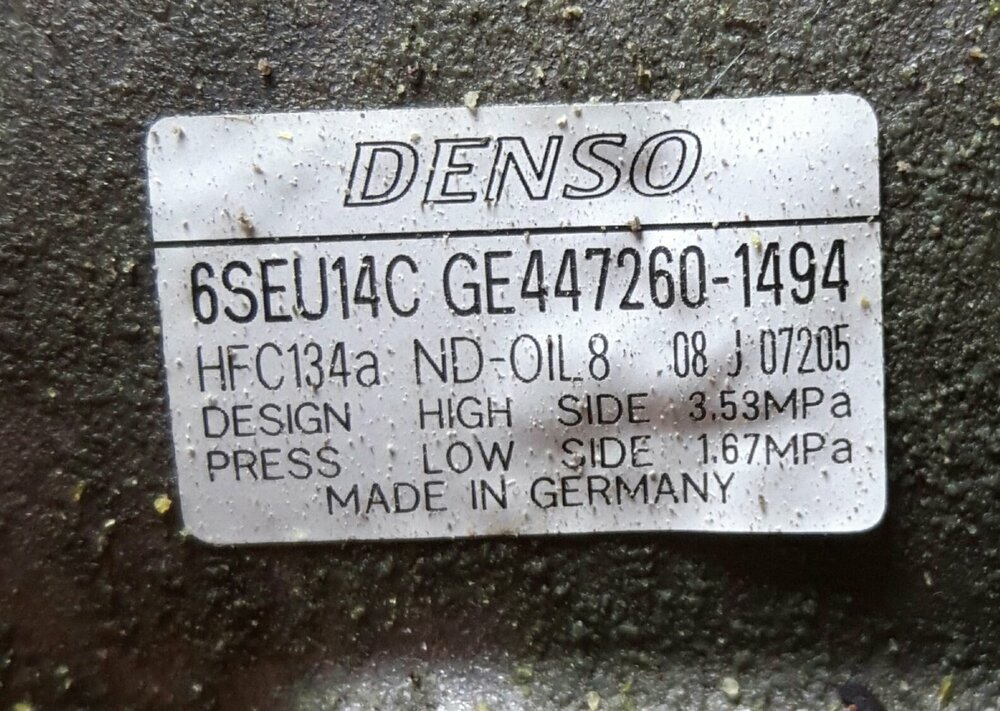 DENSO
6SEU14C GE447260-1494
HFC134a ND-OIL8 08 J 07205
DESIGN HIGH SIDE 3.53MPa
PRESS LOW SIDE 1.67MPa
MADE IN GERMANY